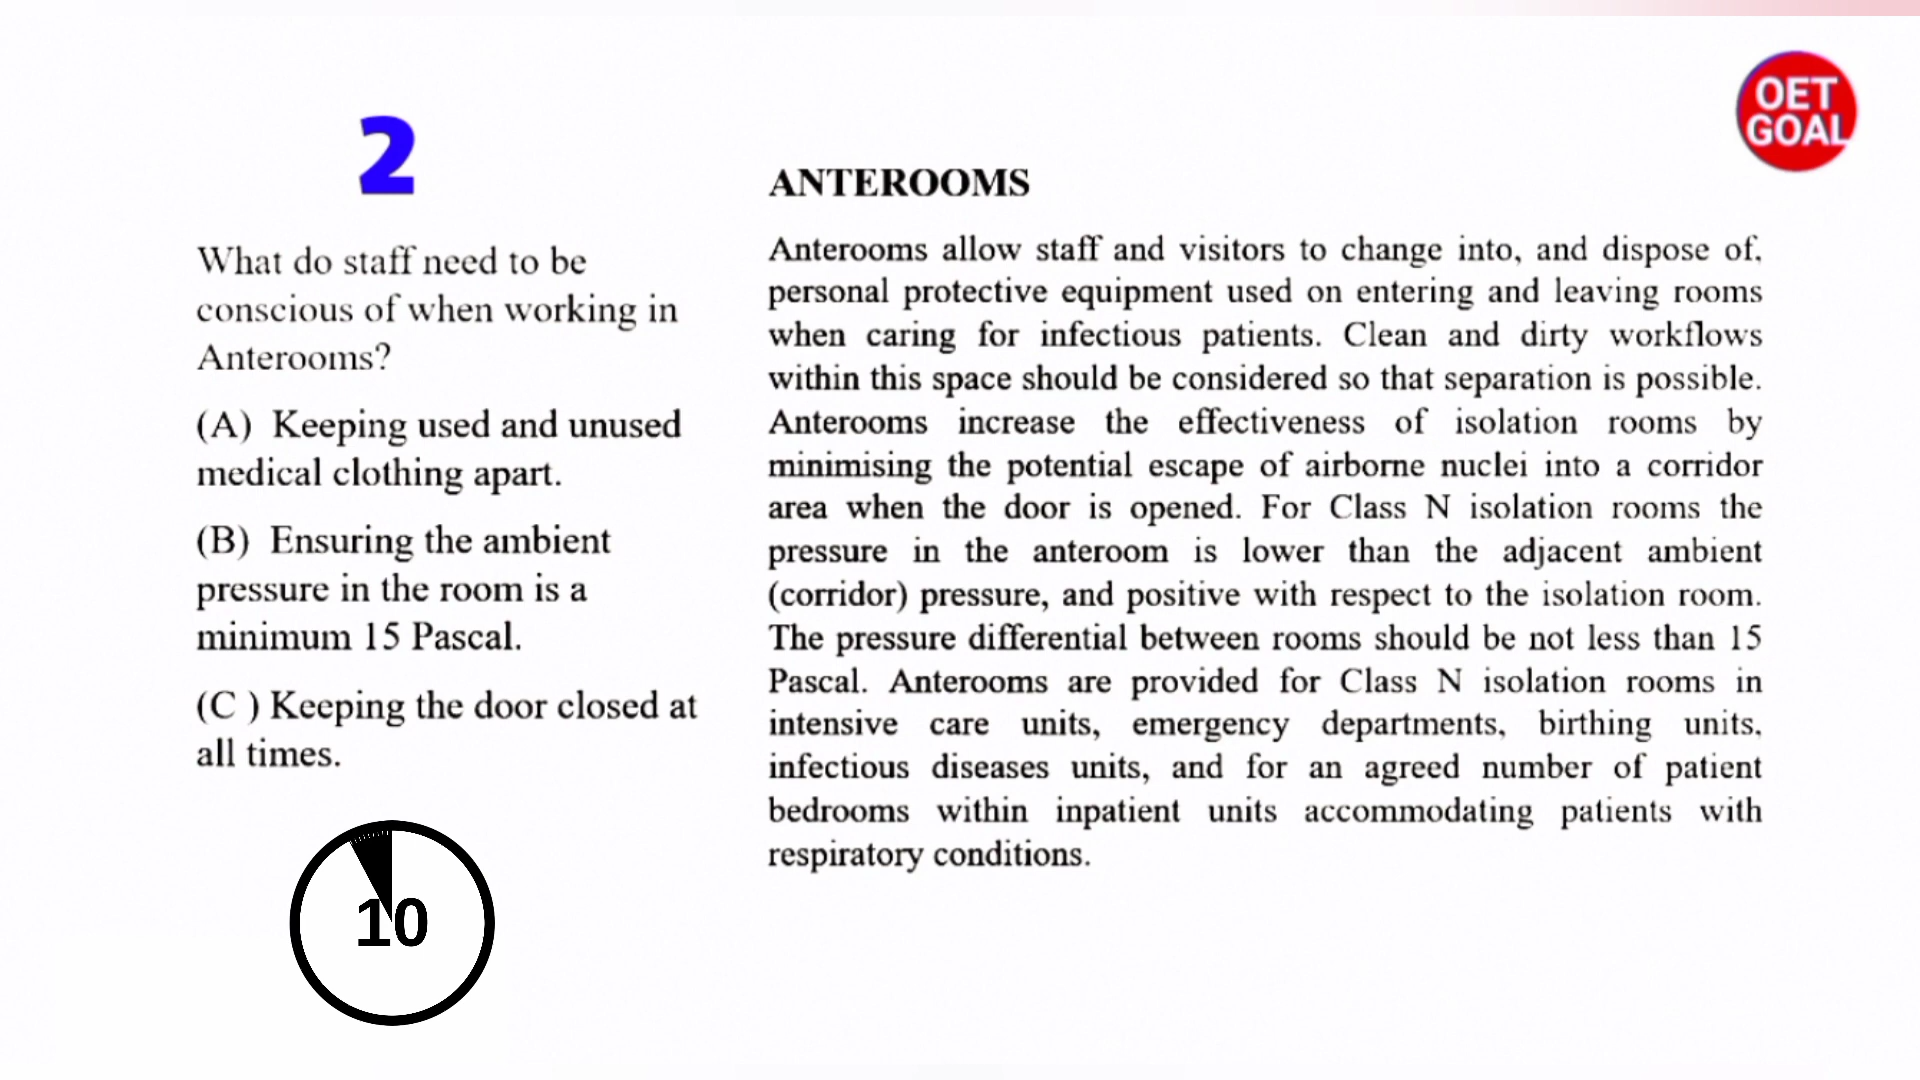 OET
GOAL
2
What do staff need to be
conscious of when working in
Anterooms?
(A) Keeping used and unused
medical clothing apart.
(B) Ensuring the ambient
pressure in the room is a
minimum 15 Pascal.
(C ) Keeping the door closed at
all times.
10
ANTEROOMS
Anterooms allow staff and visitors to change into, and dispose of,
personal protective equipment used on entering and leaving rooms
when caring for infectious patients. Clean and dirty workflows
within this space should be considered so that separation is possible.
Anterooms increase the effectiveness of isolation rooms by
minimising the potential escape of airborne nuclei into a corridor
area when the door is opened. For Class N isolation rooms the
pressure in the anteroom is lower than the adjacent ambient
(corridor) pressure, and positive with respect to the isolation room.
The pressure differential between rooms should be not less than 15
Pascal. Anterooms are provided for Class N isolation rooms in
intensive care units, emergency departments, birthing units,
infectious diseases units, and for an agreed number of patient
bedrooms within inpatient units accommodating patients with
respiratory conditions.